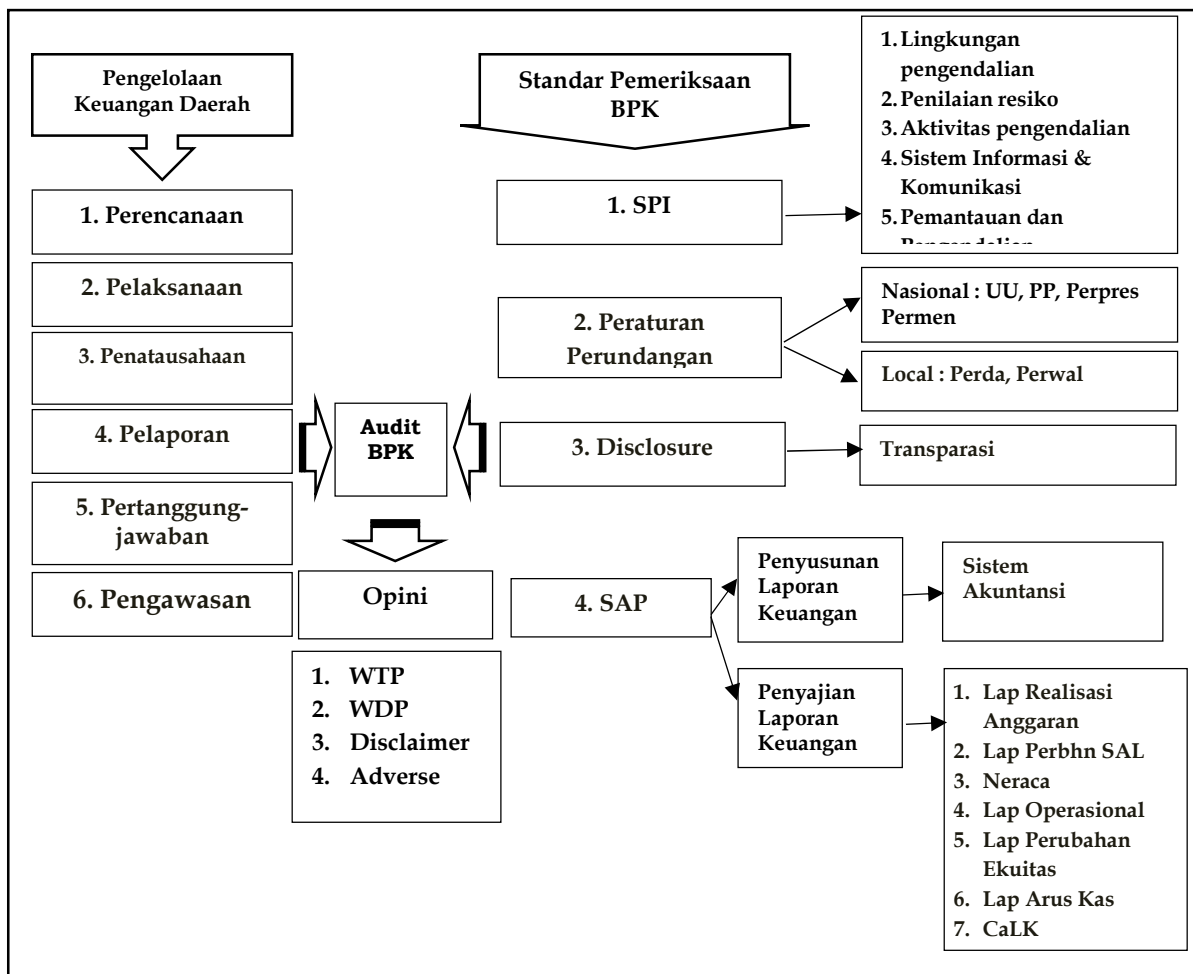 Pengelolaan
Keuangan Daerah
1. Perencanaan
2. Pelaksanaan
3. Penatausahaan
4. Pelaporan
5. Pertanggung-
jawaban
6. Pengawasan
Audit
BPK
Opini
1. WTP
2. WDP
3. Disclaimer
4. Adverse
Standar Pemeriksaan
BPK
1. SPI
1. Lingkungan
pengendalian
2. Penilaian resiko
3. Aktivitas pengendalian
4. Sistem Informasi &
Komunikasi
5. Pemantauan dan
2. Peraturan
Perundangan
Nasional : UU, PP, Perpres
Permen
Local : Perda, Perwal
3. Disclosure
Transparasi
4. SAP
Penyusunan
Laporan
Keuangan
Sistem
Akuntansi
Penyajian
Laporan
Keuangan
1. Lap Realisasi
Anggaran
2. Lap Perbhn SAL
3. Neraca
4. Lap Operasional
5. Lap Perubahan
Ekuitas
6. Lap Arus Kas
7. CaLK